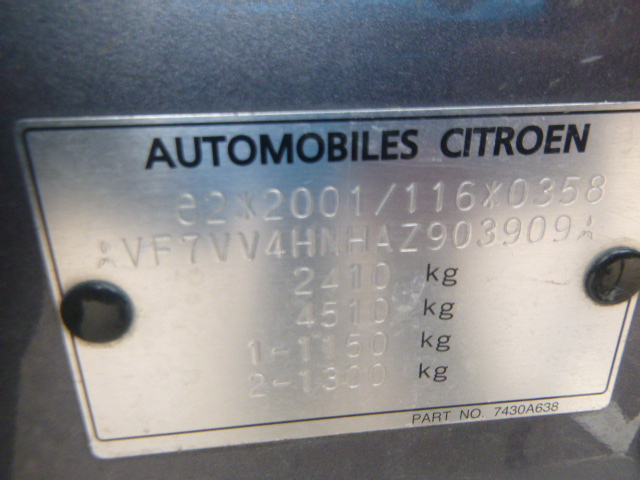 AUTOMOBILES CITROEN
e2*2001/116*0358
*VF7VV4HNHAZ903909*
2410 kg
4510 kg
1-1150 kg
2-1300 kg
PART NO. 7430A638